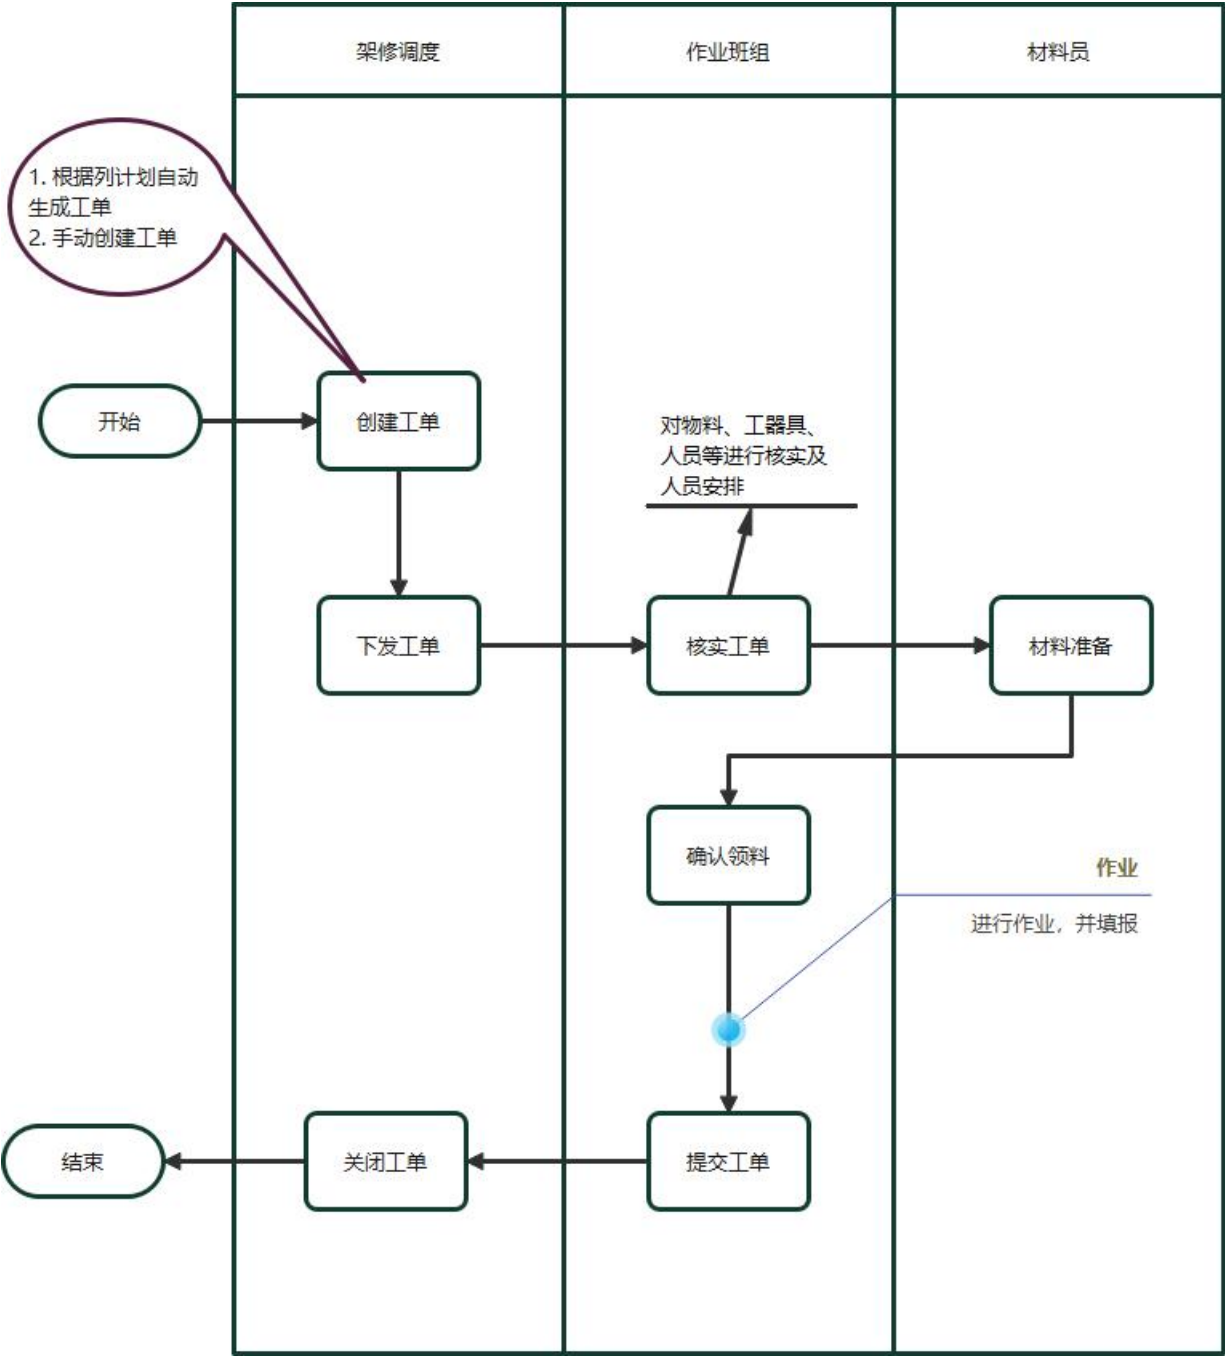 架修调度
作业班组
材料员
1. 根据列计划自动
生成工单
2. 手动创建工单
开始
创建工单
对物料、工器具、
人员等进行核实及
人员安排
下发工单
核实工单
材料准备
确认领料
作业
进行作业，并填报
结束
关闭工单
提交工单